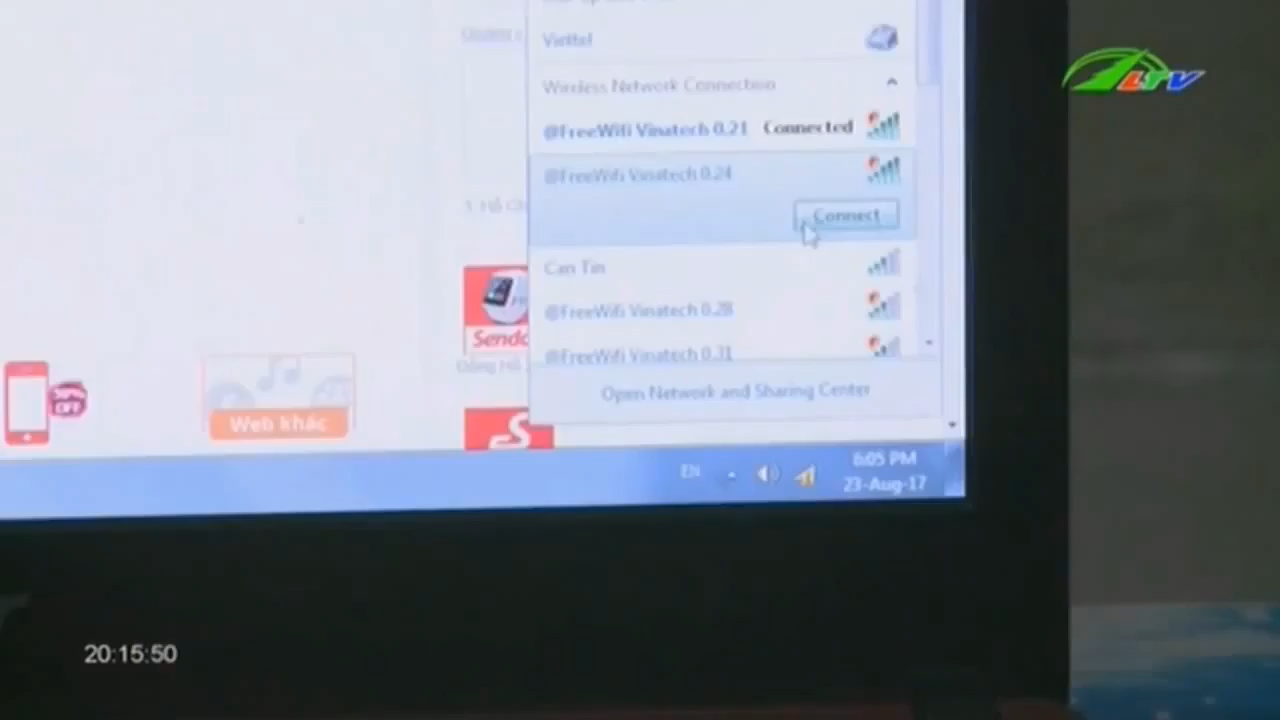 Viettel
Wireless Network Connection
@FreeWifi Vinatech 0.21 Connected
@FreeWifi Vinatech 0.24
Connect
Can Tin
@FreeWifi Vinatech 0.28
@FreeWifi Vinatech 0.31
Open Network and Sharing Center
Sendo
Web khác
EN
6:05 PM
23-Aug-17
LTV
20:15:50